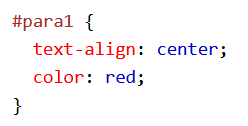 #para1 {
  text-align: center;
  color: red;
}